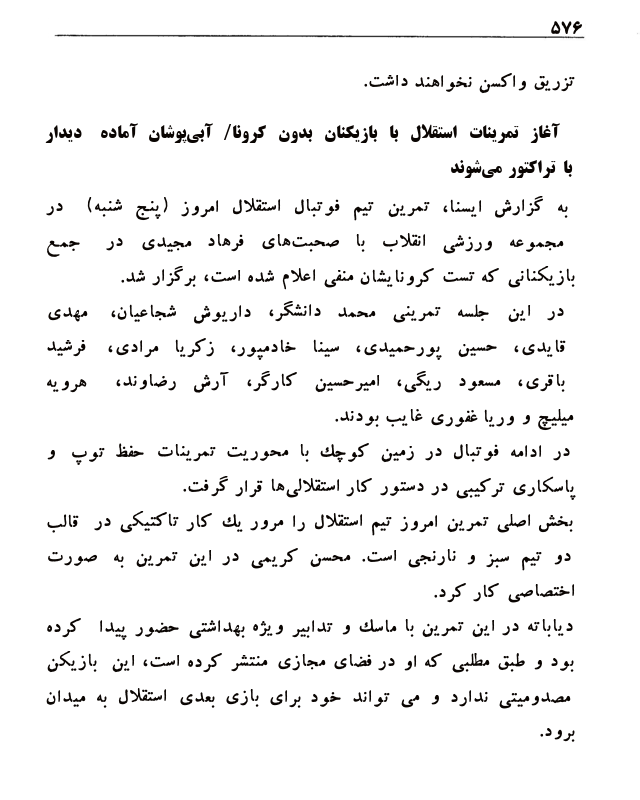 ۵۷۶
تزریق واکسن نخواهند داشت.
آغاز تمرینات استقلال با بازیکنان بدون کرونا/ آبی‌پوشان آماده دیدار
با تراکتور می‌شوند
به گزارش ایسنا، تمرین تیم فوتبال استقلال امروز (پنج شنبه) در
مجموعه ورزشی انقلاب با صحبت‌های فرهاد مجیدی در جمع
بازیکنانی که تست کرونایشان منفی اعلام شده است، برگزار شد.
در این جلسه تمرینی محمد دانشگر، داریوش شجاعیان، مهدی
قایدی، حسین پورحمیدی، سینا خادمپور، زکریا مرادی، فرشید
باقری، مسعود ریگی، امیرحسین کارگر، آرش رضاوند، هرویه
میلیچ و وریا غفوری غایب بودند.
در ادامه فوتبال در زمین کوچك با محوریت تمرینات حفظ توپ و
پاسکاری ترکیبی در دستور کار استقلالی‌ها قرار گرفت.
بخش اصلی تمرین امروز تیم استقلال را مرور یك کار تاکتیکی در قالب
دو تیم سبز و نارنجی است. محسن کریمی در این تمرین به صورت
اختصاصی کار کرد.
دیاباته در این تمرین با ماسك و تدابیر ویژه بهداشتی حضور پیدا کرده
بود و طبق مطلبی که او در فضای مجازی منتشر کرده است، این بازیکن
مصدومیتی ندارد و می تواند خود برای بازی بعدی استقلال به میدان
برود.